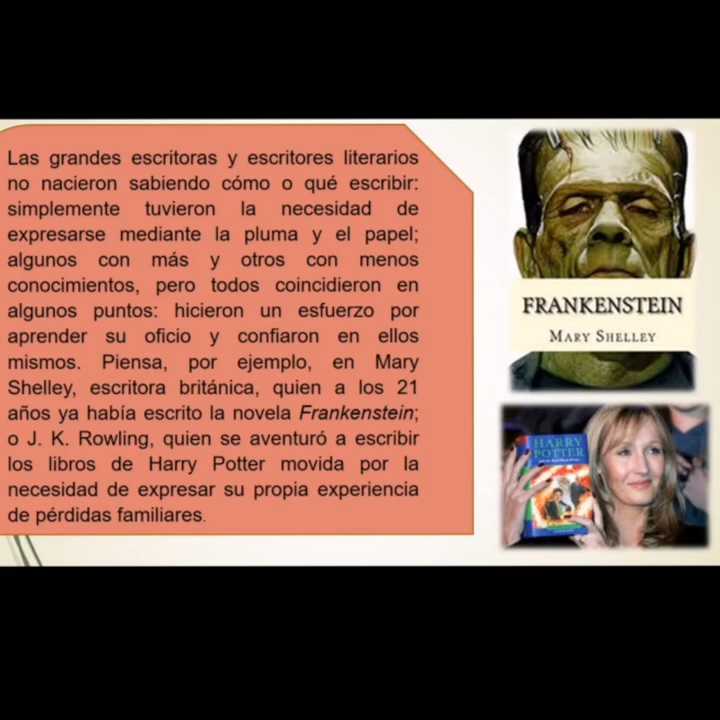 Las grandes escritoras y escritores literarios
no nacieron sabiendo cómo o qué escribir:
simplemente tuvieron la necesidad de
expresarse mediante la pluma y el papel;
algunos con más y otros con menos
conocimientos, pero todos coincidieron en
algunos puntos: hicieron un esfuerzo por
aprender su oficio y confiaron en ellos
mismos. Piensa, por ejemplo, en Mary
Shelley, escritora británica, quien a los 21
años ya había escrito la novela Frankenstein;
o J. K. Rowling, quien se aventuró a escribir
los libros de Harry Potter movida por la
necesidad de expresar su propia experiencia
de pérdidas familiares.
FRANKENSTEIN
MARY SHELLEY
HARRY
POTTER